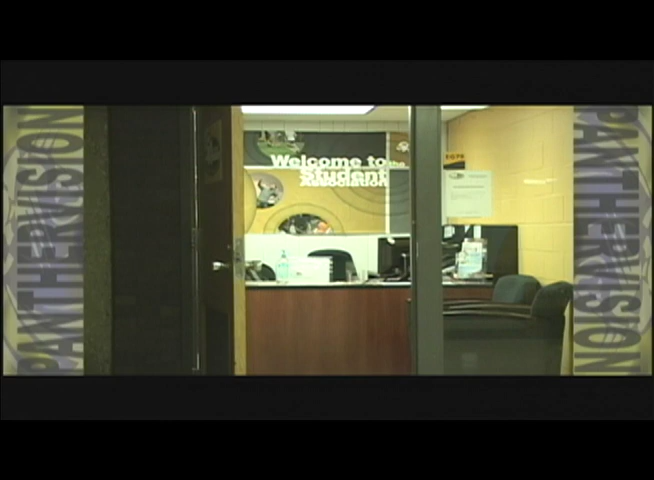 PANTHERVISION
Welcome to the
Student
Association
PANTHERVISION